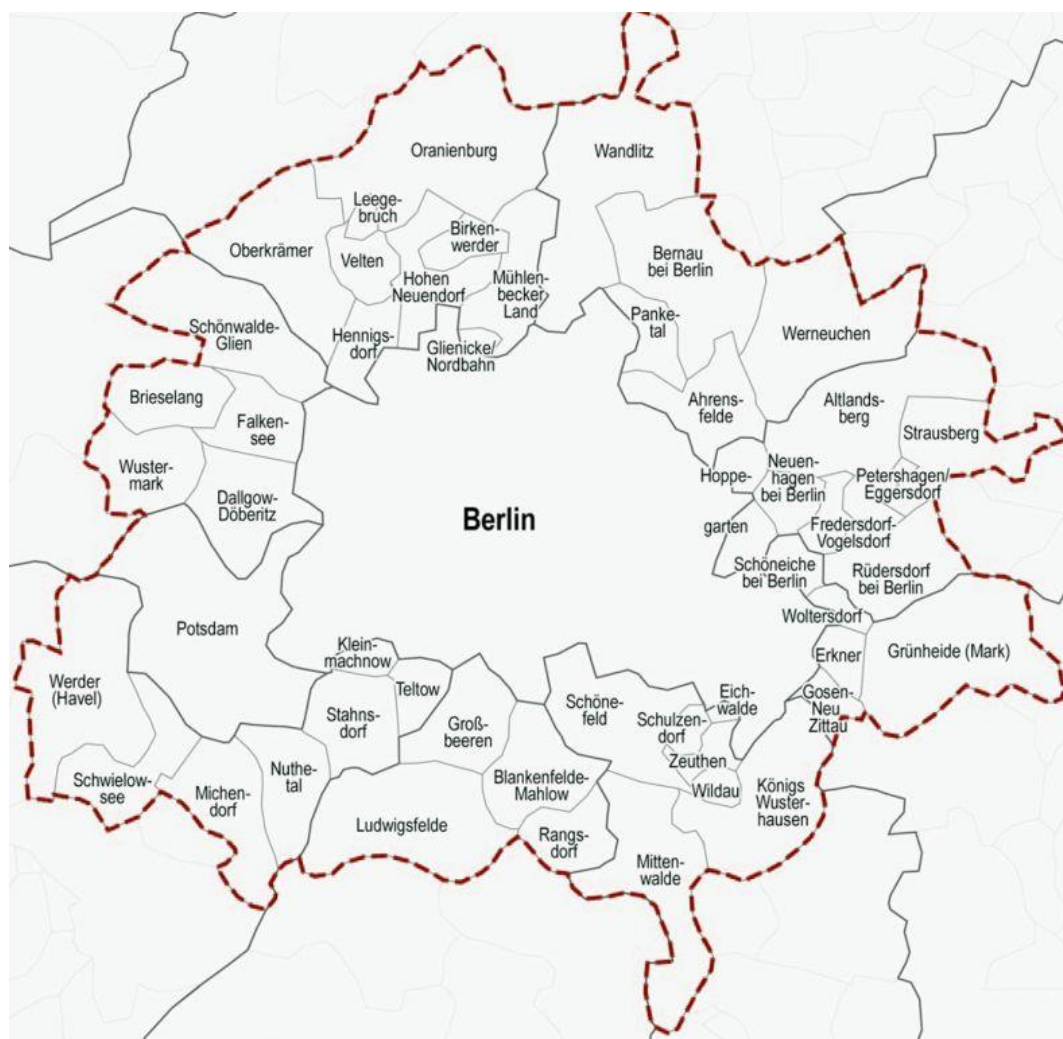 Oranienburg
Wandlitz
Leege-
bruch
Birken-
werder
Oberkrämer
Velten
Bernau
bei Berlin
Hohen
Neuendorf
Mühlen-
becker
Land
Schönwalde-
Glien
Hennigs-
dorf
Glienicke/
Nordbahn
Panke-
tal
Werneuchen
Brieselang
Falken-
see
Ahrens-
felde
Altlands-
berg
Strausberg
Wuster-
mark
Dallgow-
Döberitz
Hoppe-
garten
Neuen-
hagen
bei Berlin
Petershagen/
Eggersdorf
Berlin
Fredersdorf-
Vogelsdorf
Schöneiche
bei Berlin
Rüdersdorf
bei Berlin
Woltersdorf
Potsdam
Klein-
machnow
Erkner
Grünheide (Mark)
Werder
(Havel)
Teltow
Stahns-
dorf
Groß-
beeren
Schöne-
feld
Eich-
walde
Schulzen-
dorf
Gosen-
Neu
Zittau
Zeuthen
Wildau
Schwielow-
see
Michen-
dorf
Nuthe-
tal
Blankenfelde-
Mahlow
Königs
Wuster-
hausen
Ludwigsfelde
Rangs-
dorf
Mitten-
walde